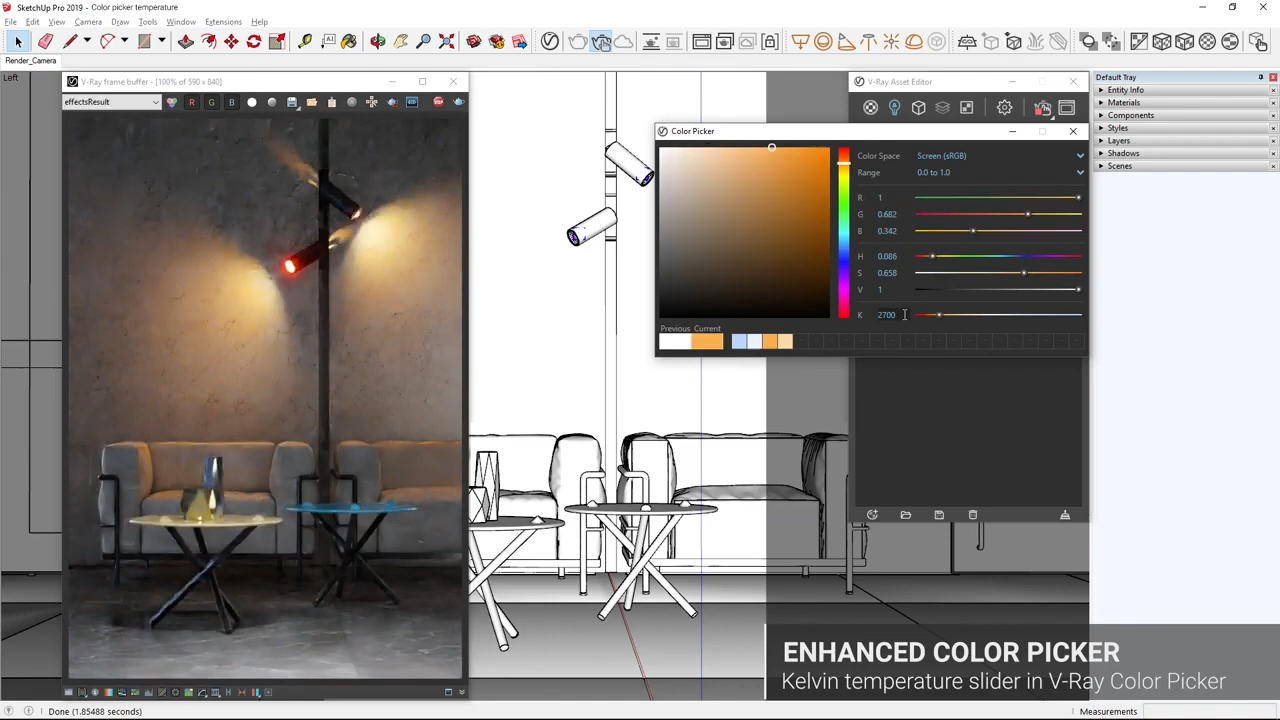 SketchUp Pro 2019 - Color picker temperature
File Edit View Camera Draw Tools Window Extensions Help
Render_Camera
Left
V-Ray frame buffer - [100% of 590 x 840]
effectsResult
R G B
V-Ray Asset Editor
Color Picker
Color Space Screen (sRGB)
Range 0.0 to 1.0
R 1
G 0.682
B 0.342
H 0.086
S 0.658
V 1
K 2700
Previous Current
Default Tray
Entity Info
Materials
Components
Styles
Layers
Shadows
Scenes
ENHANCED COLOR PICKER
Kelvin temperature slider in V-Ray Color Picker
Done (1.85488 seconds)
Measurements